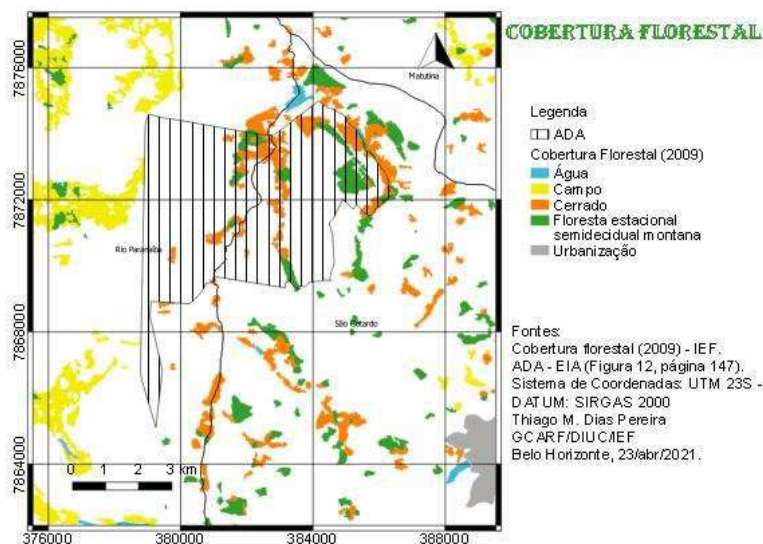 COBERTURA FLORESTAL
7876000
7872000
7868000
7864000
Matutina
Rio Paranaíba
São Gotardo
0 1 2 3 km
376000 380000 384000 388000
Legenda
ADA
Cobertura Florestal (2009)
Água
Campo
Cerrado
Floresta estacional
semidecidual montana
Urbanização
Fontes:
Cobertura florestal (2009) - IEF.
ADA - EIA (Figura 12, página 147).
Sistema de Coordenadas: UTM 23S -
DATUM: SIRGAS 2000
Thiago M. Dias Pereira
GCARF/DIUC/IEF
Belo Horizonte, 23/abr/2021.